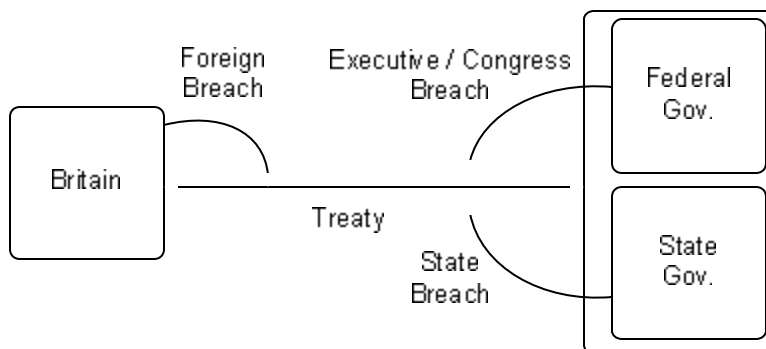 Foreign
Breach
Executive / Congress
Breach
Federal
Gov.
Britain
Treaty
State
Breach
State
Gov.